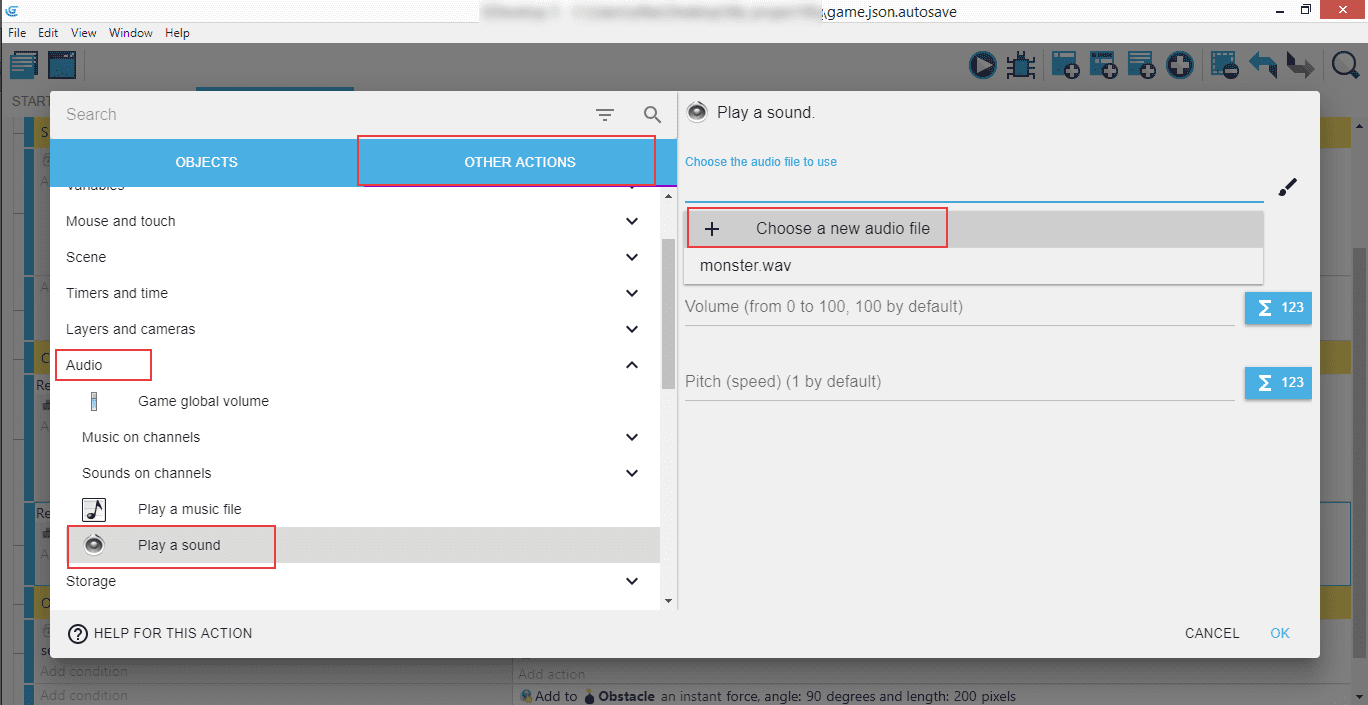 \game.json.autosave
File Edit View Window Help
START
Search
OBJECTS
OTHER ACTIONS
Variables
Mouse and touch
Scene
Timers and time
Layers and cameras
Audio
Game global volume
Music on channels
Sounds on channels
Play a music file
Play a sound
Storage
HELP FOR THIS ACTION
Play a sound.
Choose the audio file to use
+ Choose a new audio file
monster.wav
Volume (from 0 to 100, 100 by default)
Σ 123
Pitch (speed) (1 by default)
Σ 123
CANCEL
OK
S
A
A
C
Re
A
Re
A
O
se
Add condition
Add action
Add condition
Add to Obstacle an instant force, angle: 90 degrees and length: 200 pixels